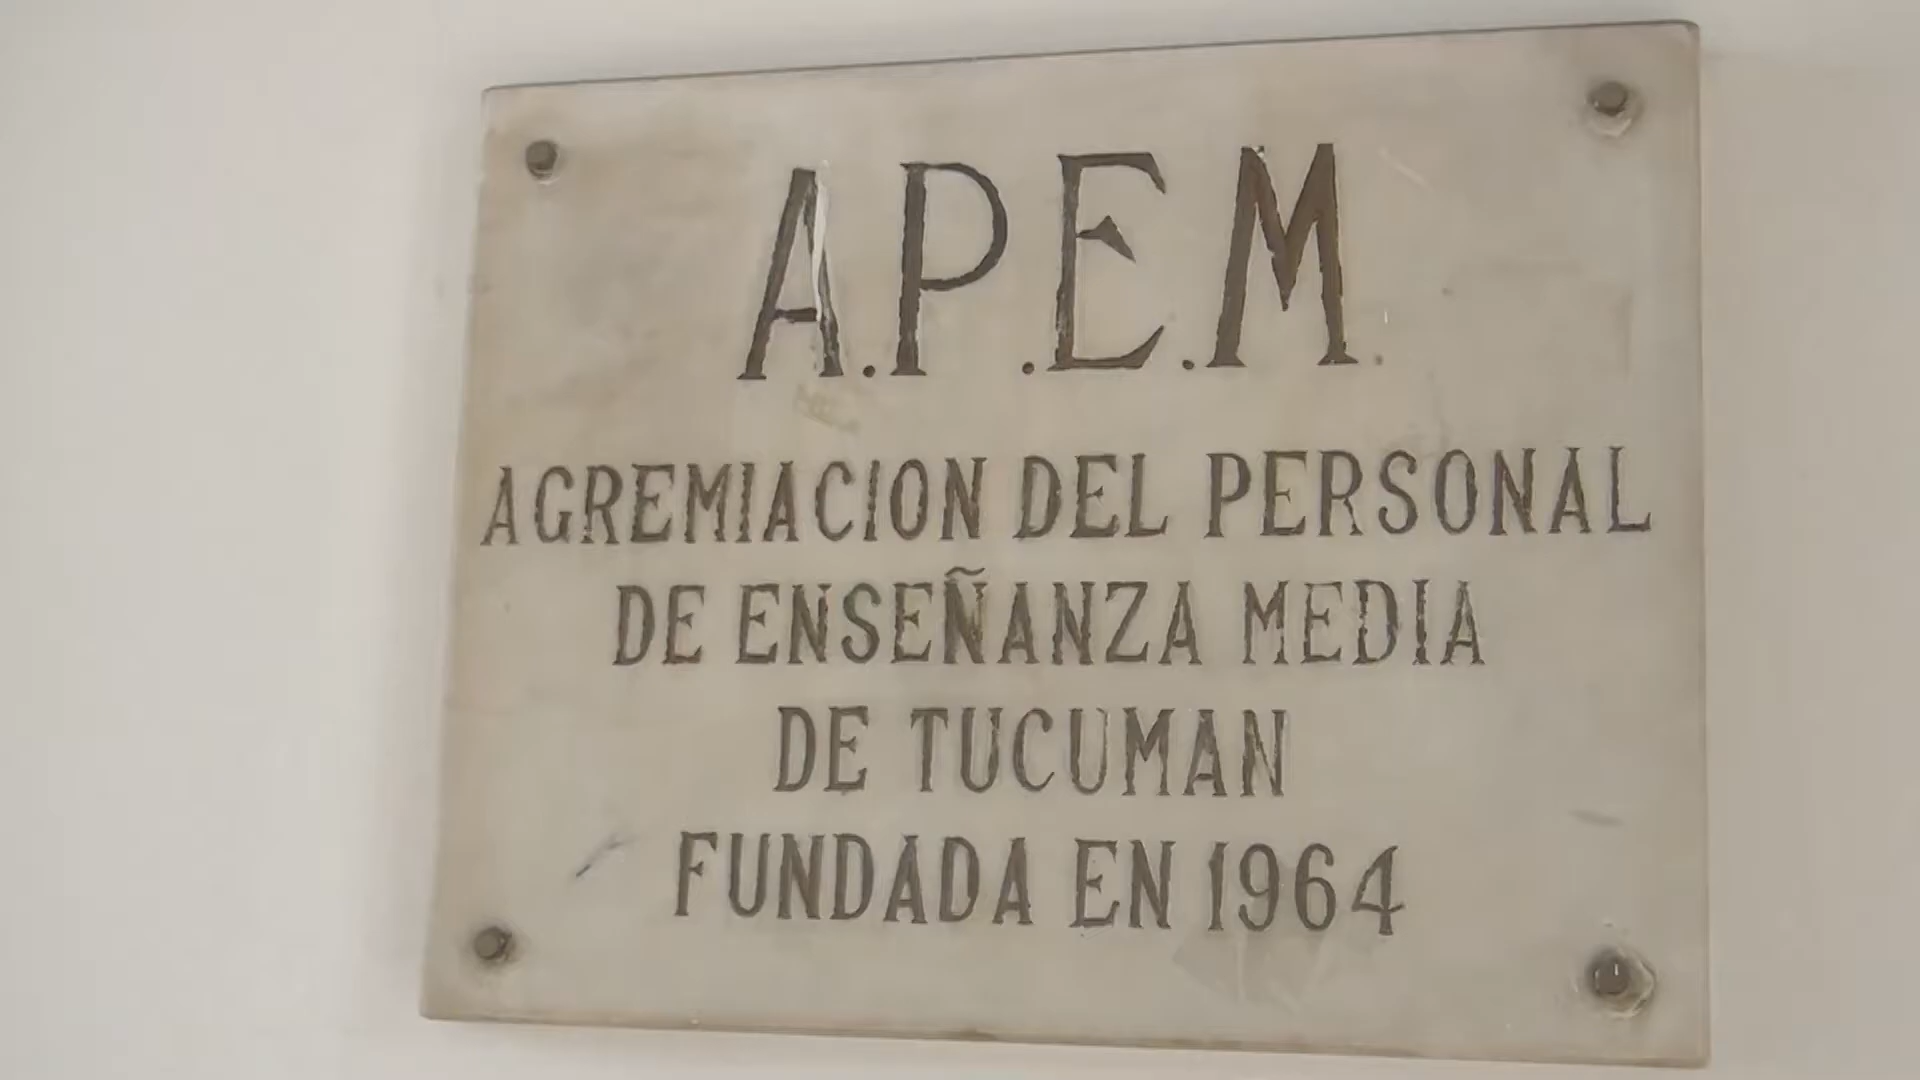 A.P.E.M.
AGREMIACION DEL PERSONAL
DE ENSEÑANZA MEDIA
DE TUCUMAN
FUNDADA EN 1964